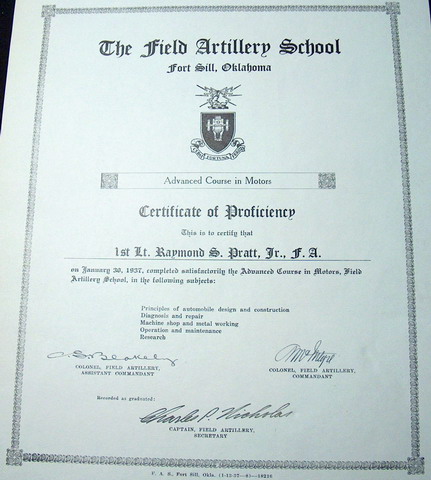 The Field Artillery School
Fort Sill, Oklahoma
Advanced Course in Motors
Certificate of Proficiency
This is to certify that
1st Lt. Raymond S. Pratt, Jr., F. A.
on January 30, 1937, completed satisfactorily the Advanced Course in Motors, Field
Artillery School, in the following subjects:
Principles of automobile design and construction
Diagnosis and repair
Machine shop and metal working
Operation and maintenance
Research
COLONEL, FIELD ARTILLERY,
ASSISTANT COMMANDANT
COLONEL, FIELD ARTILLERY,
COMMANDANT
Recorded as graduated:
Charles P. Nicholas
CAPTAIN, FIELD ARTILLERY,
SECRETARY
F. A. S., Fort Sill, Okla.